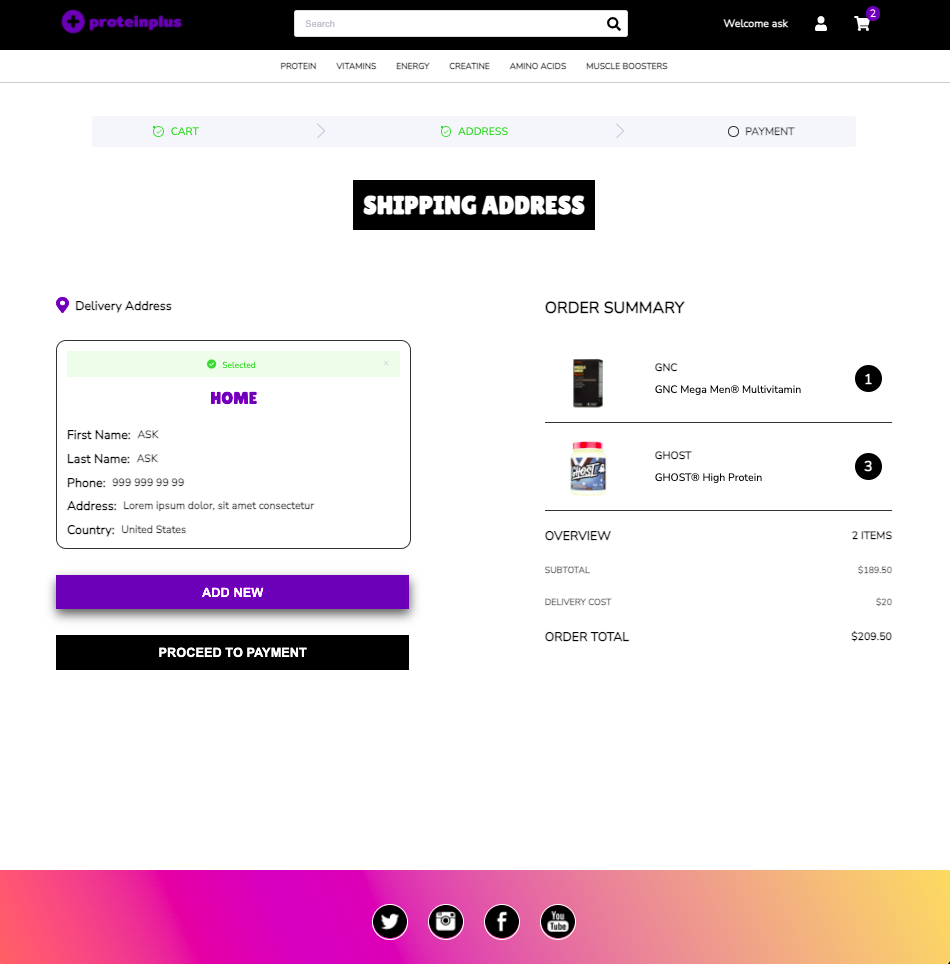 proteinplus
Search
Welcome ask
2
PROTEIN VITAMINS ENERGY CREATINE AMINO ACIDS MUSCLE BOOSTERS
CART
ADDRESS
PAYMENT
SHIPPING ADDRESS
Delivery Address
Selected
HOME
First Name: ASK
Last Name: ASK
Phone: 999 999 99 99
Address: Lorem ipsum dolor, sit amet consectetur
Country: United States
ADD NEW
PROCEED TO PAYMENT
ORDER SUMMARY
GNC
GNC Mega Men® Multivitamin
1
GHOST
GHOST
GHOST® High Protein
3
OVERVIEW 2 ITEMS
SUBTOTAL $189.50
DELIVERY COST $20
ORDER TOTAL $209.50
You
Tube